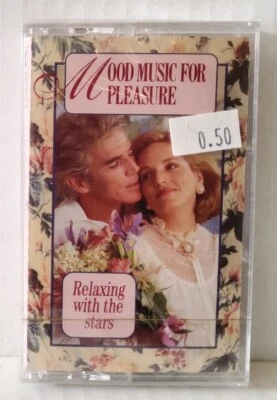 MOOD MUSIC FOR
PLEASURE
0.50
Relaxing
with the
stars